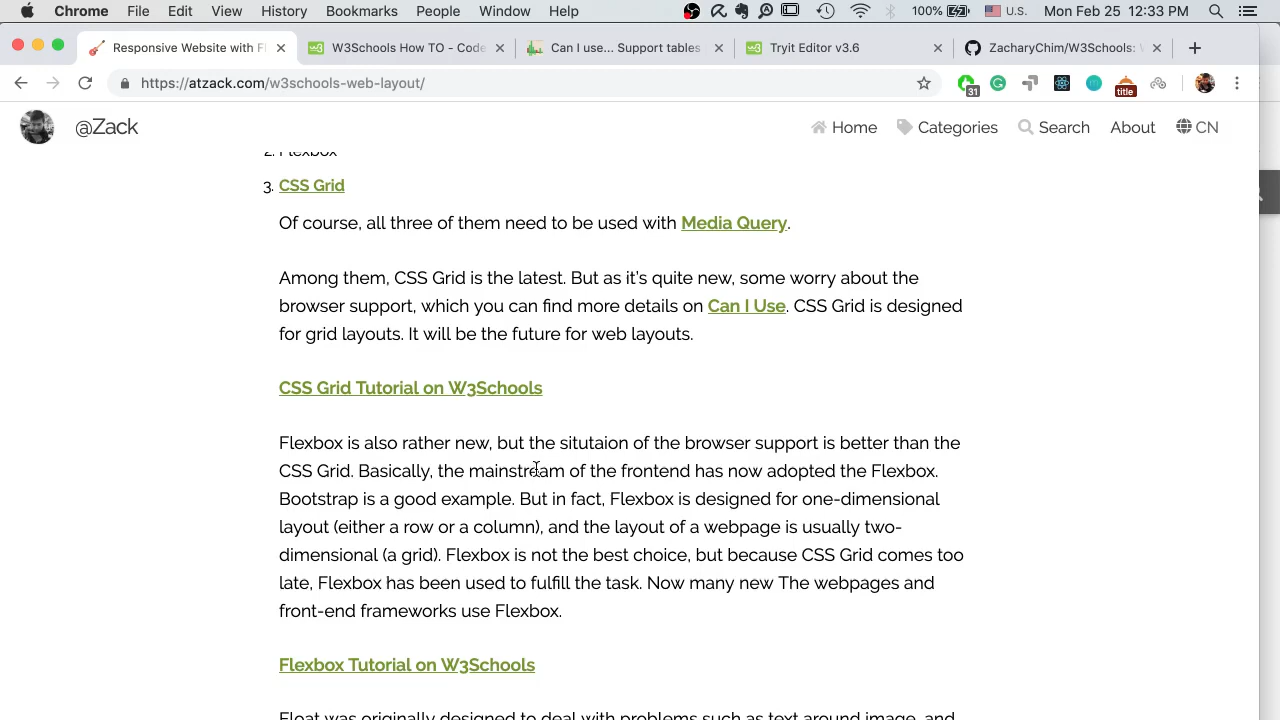 Chrome File Edit View History Bookmarks People Window Help 100% U.S. Mon Feb 25 12:33 PM
Responsive Website with Fl W3Schools How TO - Code Can I use... Support tables Tryit Editor v3.6 ZacharyChim/W3Schools:
https://atzack.com/w3schools-web-layout/ 31 title
@Zack Home Categories Search About CN
2. Flexbox
3. CSS Grid
Of course, all three of them need to be used with Media Query.
Among them, CSS Grid is the latest. But as it's quite new, some worry about the
browser support, which you can find more details on Can I Use. CSS Grid is designed
for grid layouts. It will be the future for web layouts.
CSS Grid Tutorial on W3Schools
Flexbox is also rather new, but the situtaion of the browser support is better than the
CSS Grid. Basically, the mainstream of the frontend has now adopted the Flexbox.
Bootstrap is a good example. But in fact, Flexbox is designed for one-dimensional
layout (either a row or a column), and the layout of a webpage is usually two-
dimensional (a grid). Flexbox is not the best choice, but because CSS Grid comes too
late, Flexbox has been used to fulfill the task. Now many new The webpages and
front-end frameworks use Flexbox.
Flexbox Tutorial on W3Schools
Float was originally designed to deal with problems such as text around image, and